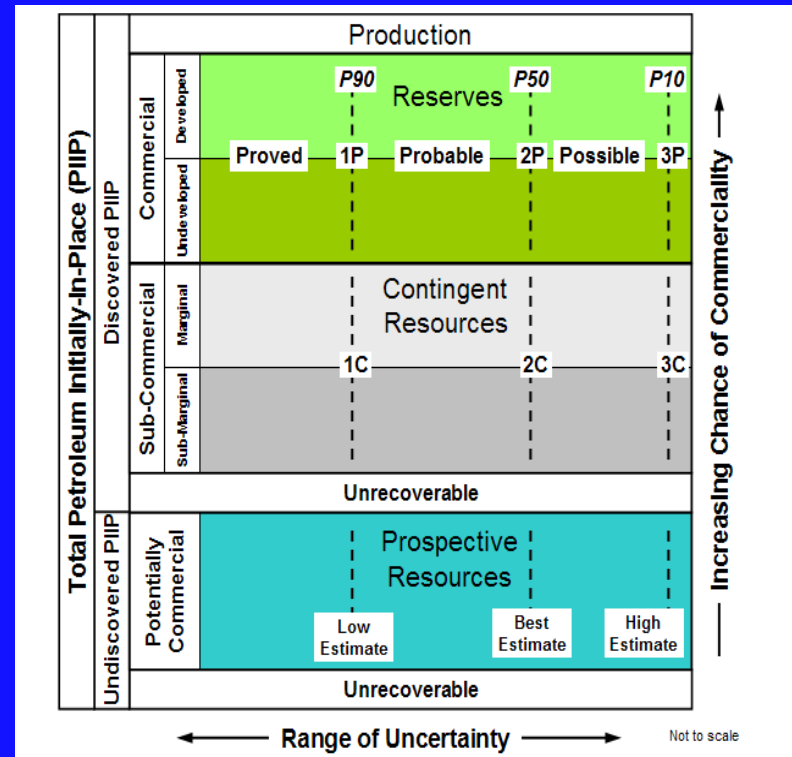 Production
Total Petroleum Initially-In-Place (PIIP)
Discovered PIIP
Undiscovered PIIP
Commercial
Developed
Undeveloped
P90
P50
P10
Reserves
Proved 1P Probable 2P Possible 3P
Sub-Commercial
Marginal
Sub-Marginal
Contingent
Resources
1C 2C 3C
Unrecoverable
Potentially
Commercial
Prospective
Resources
Low
Estimate
Best
Estimate
High
Estimate
Unrecoverable
Increasing Chance of Commerciality
Range of Uncertainty
Not to scale